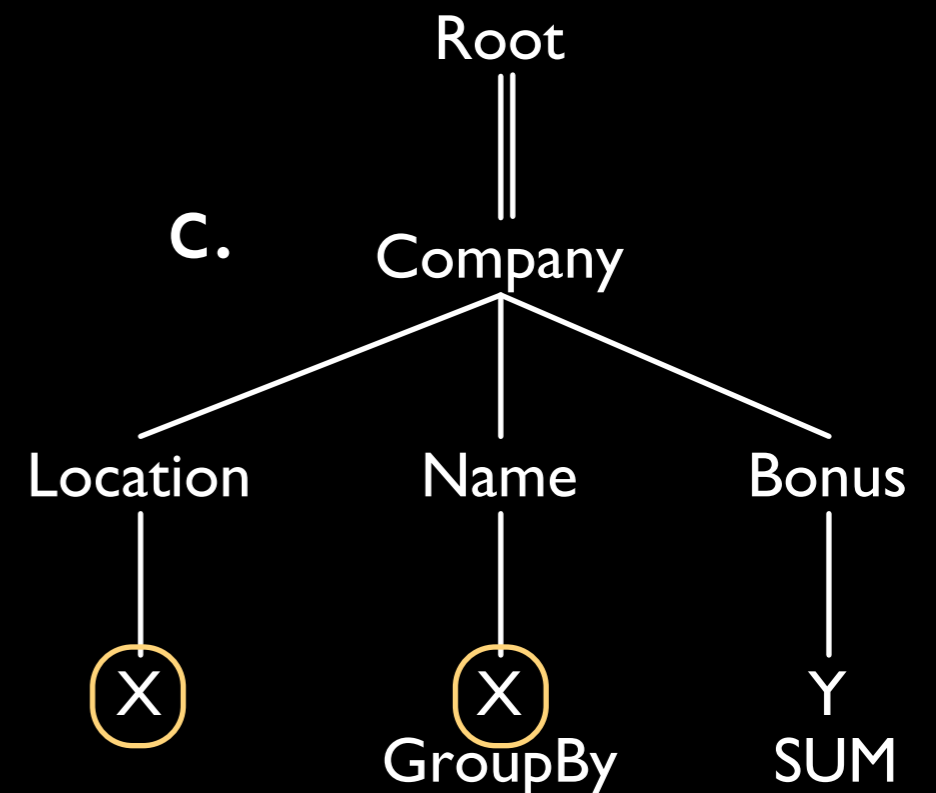 Root
c.
Company
Location Name Bonus
X X Y
GroupBy SUM